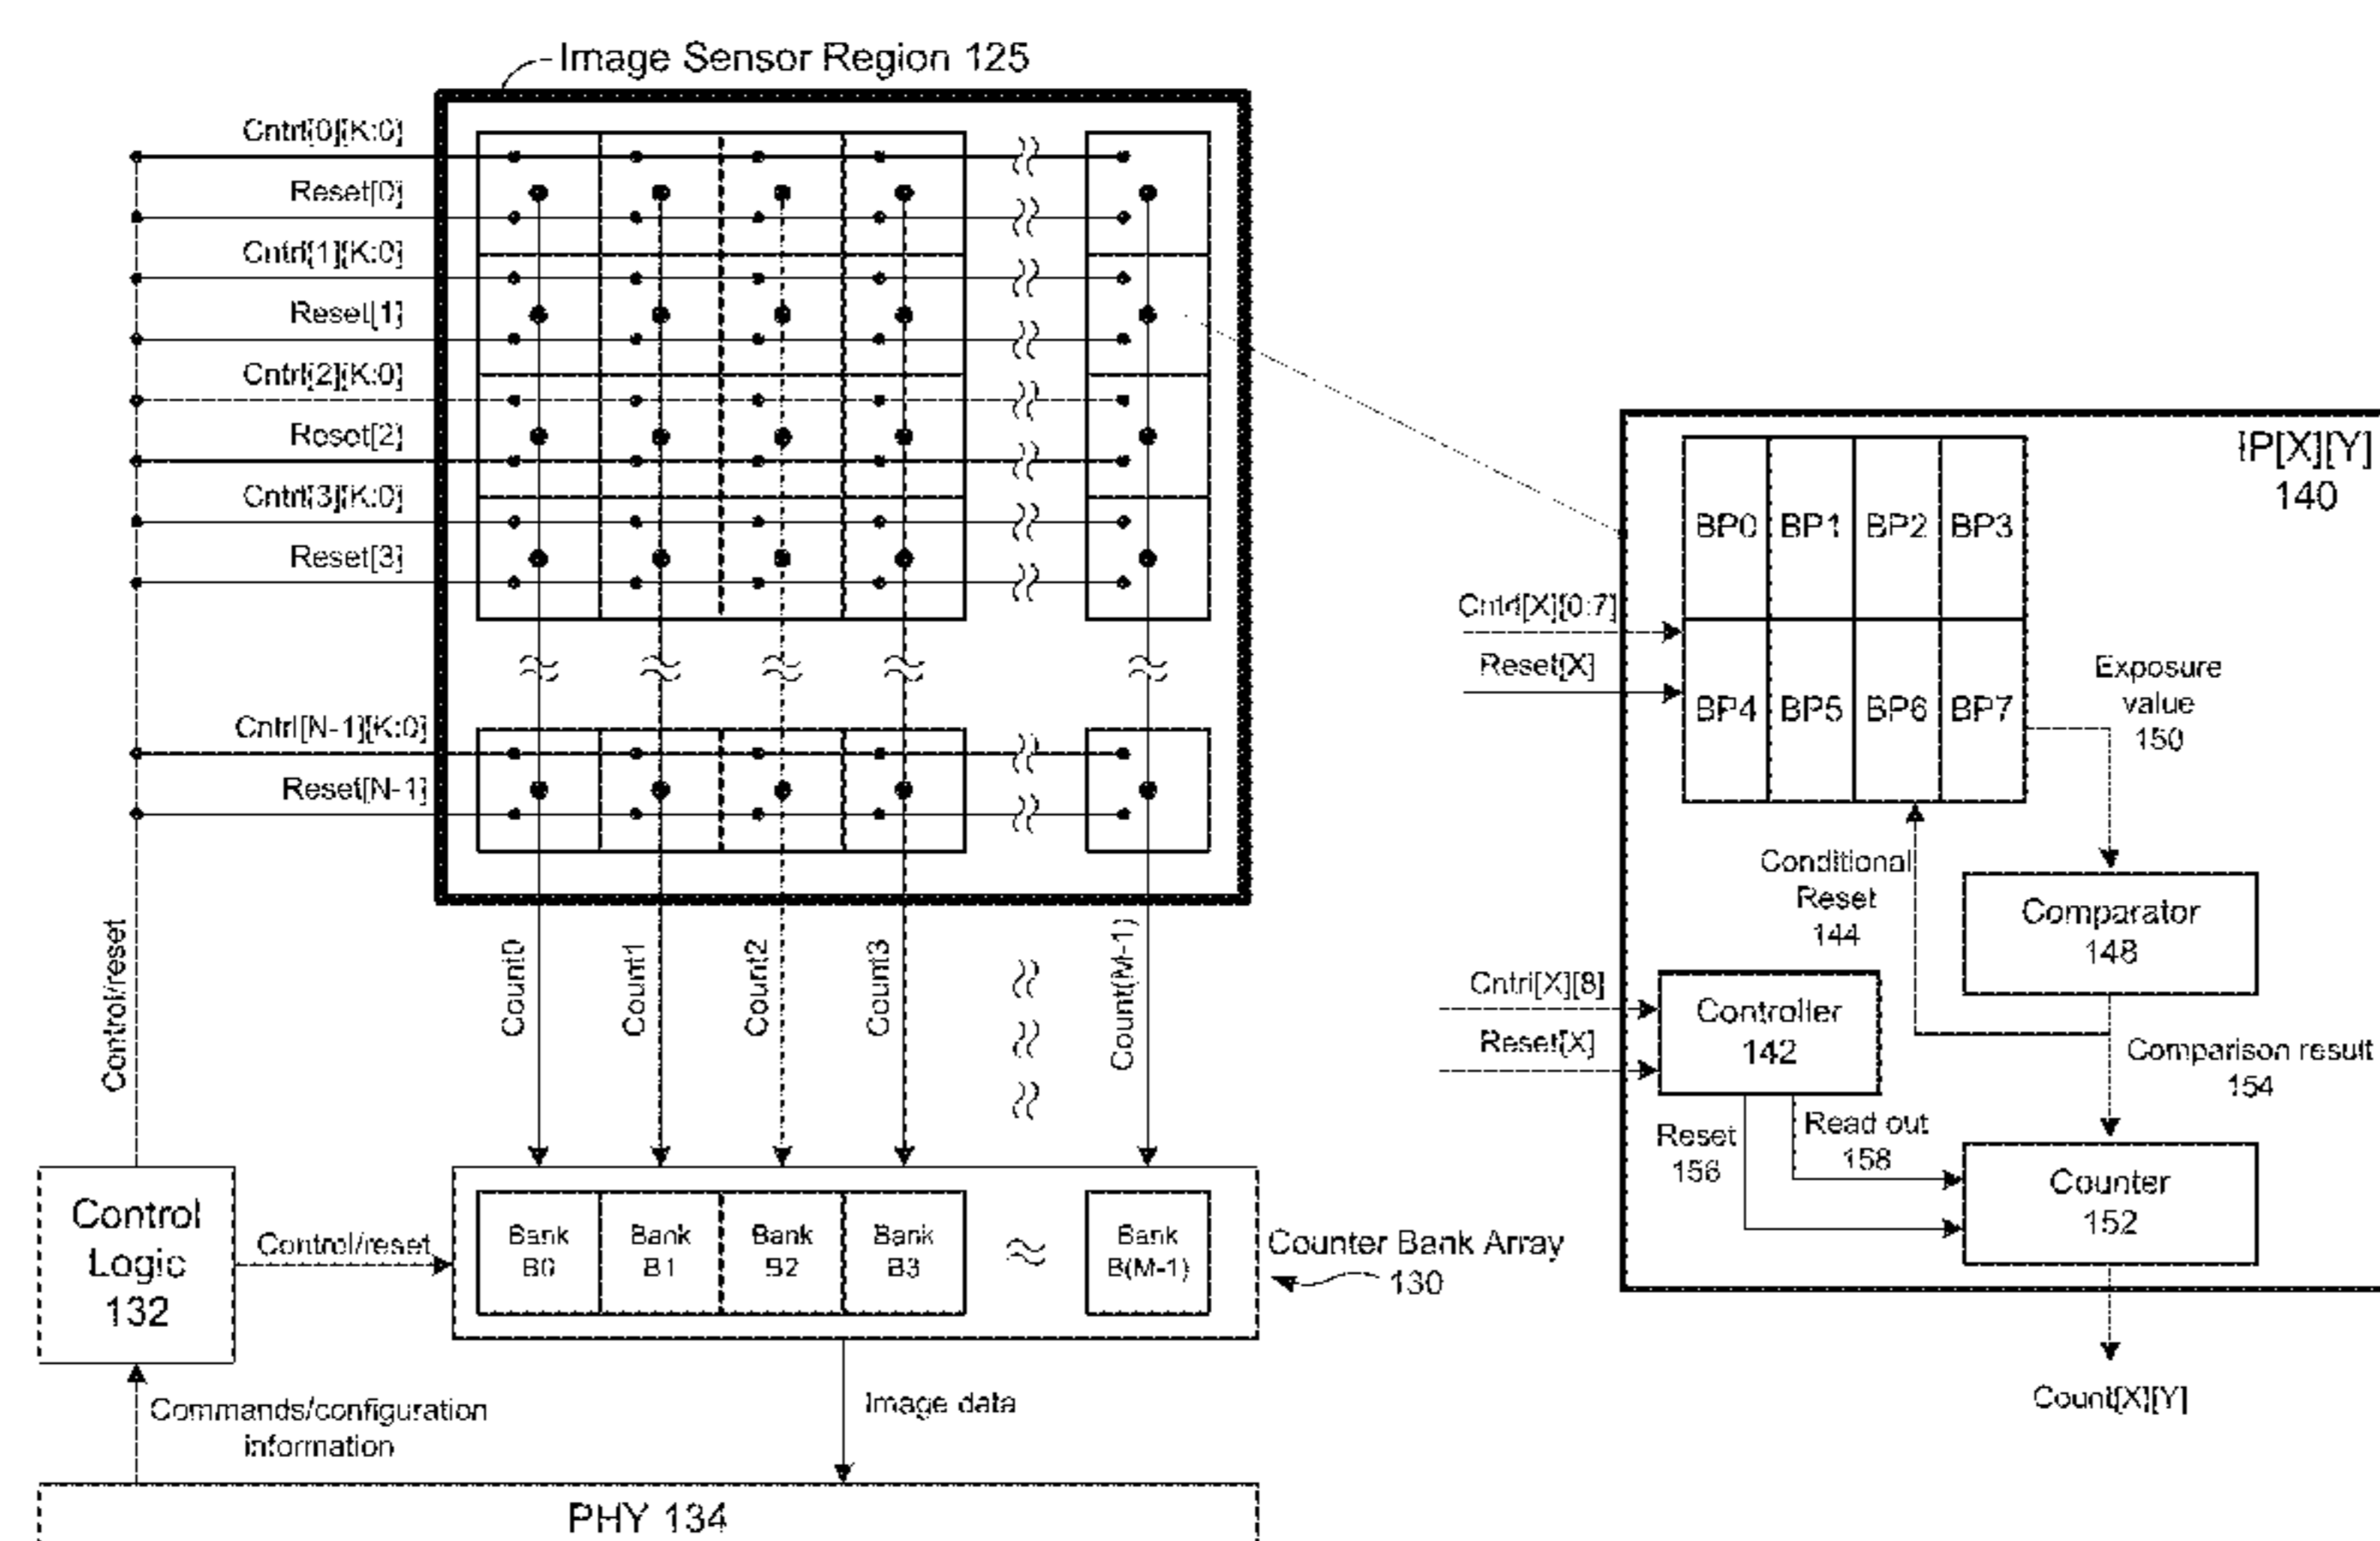 Image Sensor Region 125
Cntrl[0][K:0]
Reset[0]
Cntrl[1][K:0]
Reset[1]
Cntrl[2][K:0]
Reset[2]
Cntrl[3][K:0]
Reset[3]
Cntrl[N-1][K:0]
Reset[N-1]
Control/reset
Count0
Count1
Count2
Count3
Count(M-1)
Control
Logic
132
Control/reset
Bank
B0
Bank
B1
Bank
B2
Bank
B3
Bank
B(M-1)
Counter Bank Array
130
Commands/configuration
information
Image data
PHY 134
IP[X][Y]
140
BP0
BP1
BP2
BP3
BP4
BP5
BP6
BP7
Cntrl[X][0:7]
Reset[X]
Exposure
value
150
Conditional
Reset
144
Comparator
148
Cntrl[X][8]
Reset[X]
Controller
142
Comparison result
154
Reset
156
Read out
158
Counter
152
Count[X][Y]